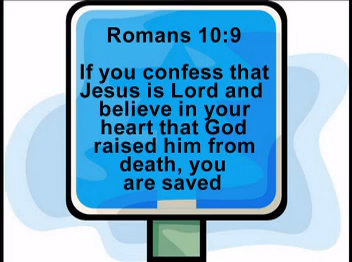 Romans 10:9
If you confess that
Jesus is Lord and
believe in your
heart that God
raised him from
death, you
are saved